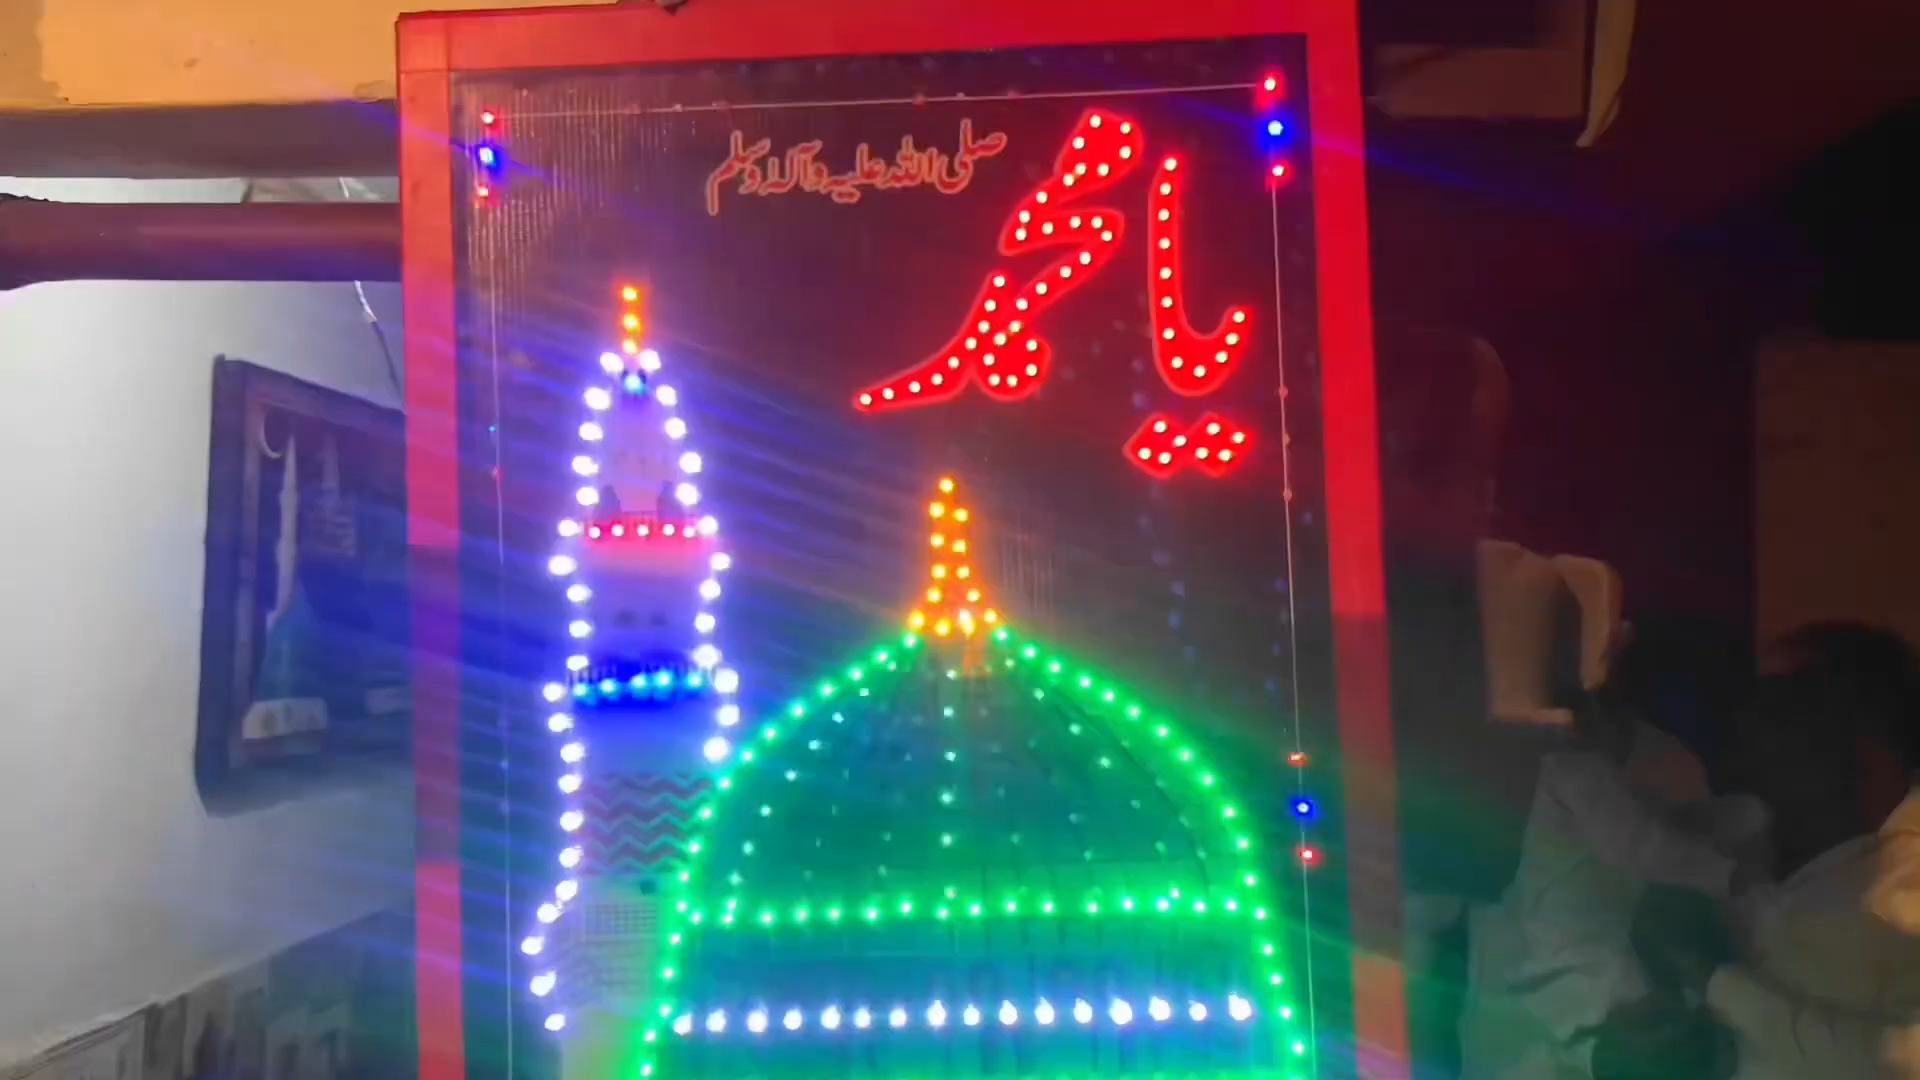 یا محمد
صلی اللہ علیہ وآلہ وسلم